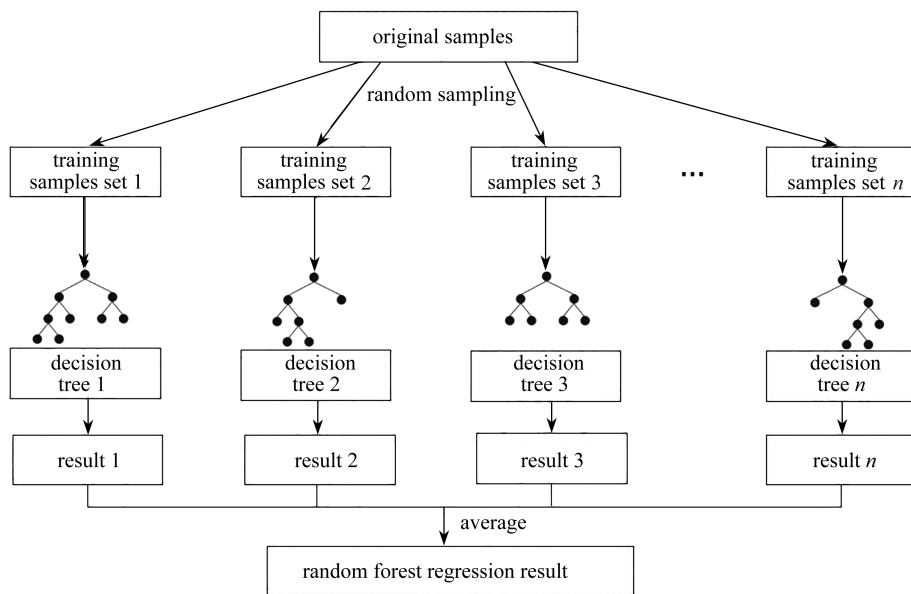 original samples
random sampling
training
samples set 1
training
samples set 2
training
samples set 3
...
training
samples set n
decision
tree 1
decision
tree 2
decision
tree 3
decision
tree n
result 1
result 2
result 3
result n
average
random forest regression result